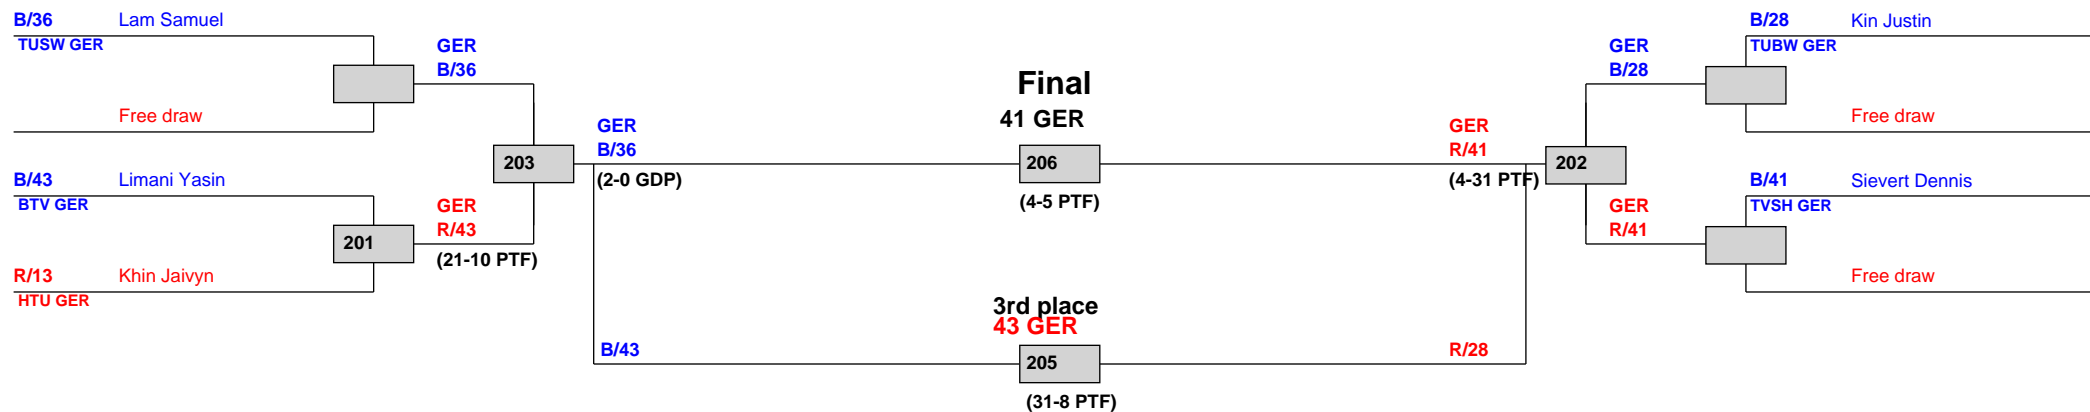 B/36 Lam Samuel
TUSW GER
GER
B/36
Free draw
B/43 Limani Yasin
BTV GER
201
GER
R/43
(21-10 PTF)
R/13 Khin Jaivyn
HTU GER
203
GER
B/36
(2-0 GDP)
Final
41 GER
206
(4-5 PTF)
3rd place
43 GER
B/43
205
R/28
(31-8 PTF)
GER
R/41
(4-31 PTF)
202
GER
B/28
B/28 Kin Justin
TUBW GER
Free draw
GER
R/41
B/41 Sievert Dennis
TVSH GER
Free draw